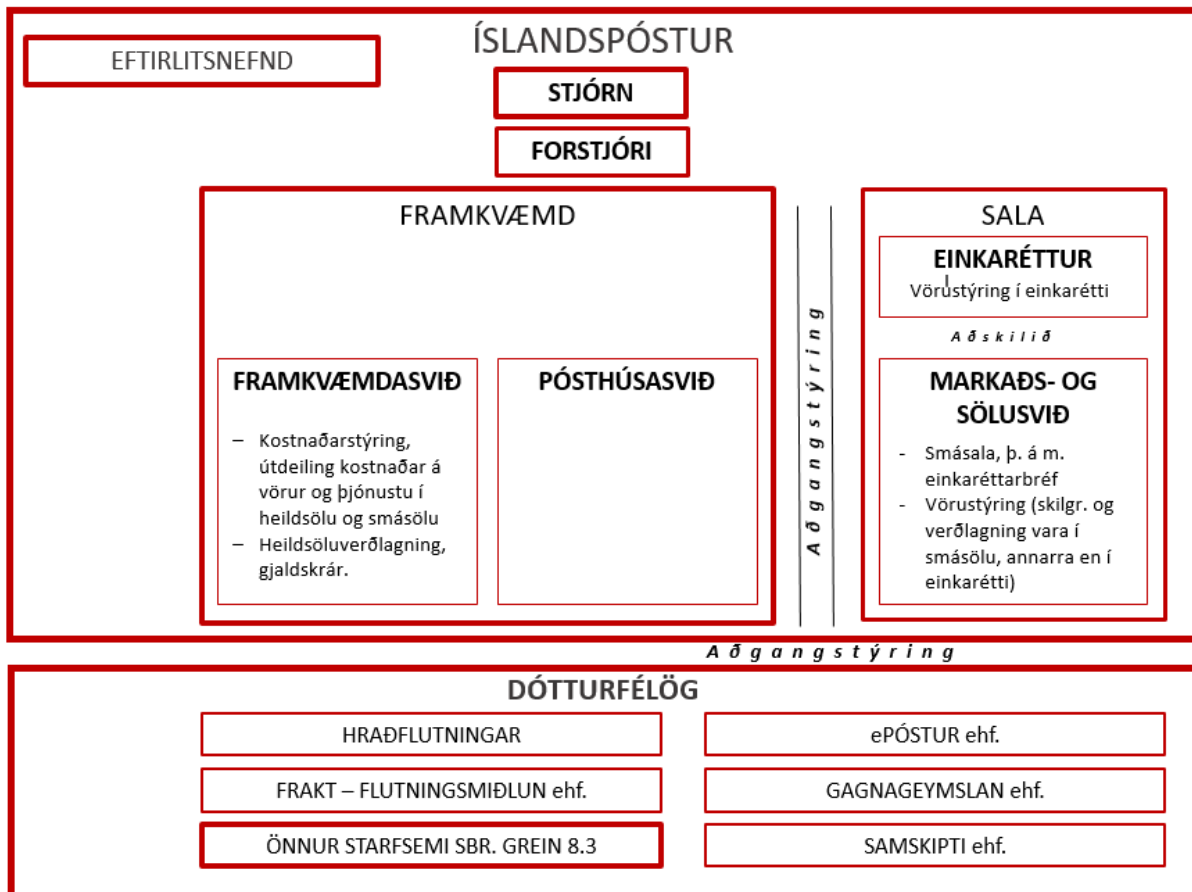 ÍSLANDSPÓSTUR
EFTIRLITSNEFND
STJÓRN
FORSTJÓRI
FRAMKVÆMD
FRAMKVÆMDASVIÐ
– Kostnaðarstýring,
útdeiling kostnaðar á
vörur og þjónustu í
heildsölu og smásölu
– Heildsöluverðlagning,
gjaldskrár.
PÓSTHÚSASVIÐ
Aðgangstýring
SALA
EINKARÉTTUR
Vörustýring í einkarétti
Aðskilið
MARKAÐS- OG
SÖLUSVIÐ
- Smásala, þ. á m.
einkaréttarbréf
- Vörustýring (skilgr. og
verðlagning vara í
smásölu, annarra en í
einkarétti)
Aðgangstýring
DÓTTURFÉLÖG
HRAÐFLUTNINGAR
ePÓSTUR ehf.
FRAKT – FLUTNINGSMIÐLUN ehf.
GAGNAGEYMSLAN ehf.
ÖNNUR STARFSEMI SBR. GREIN 8.3
SAMSKIPTI ehf.